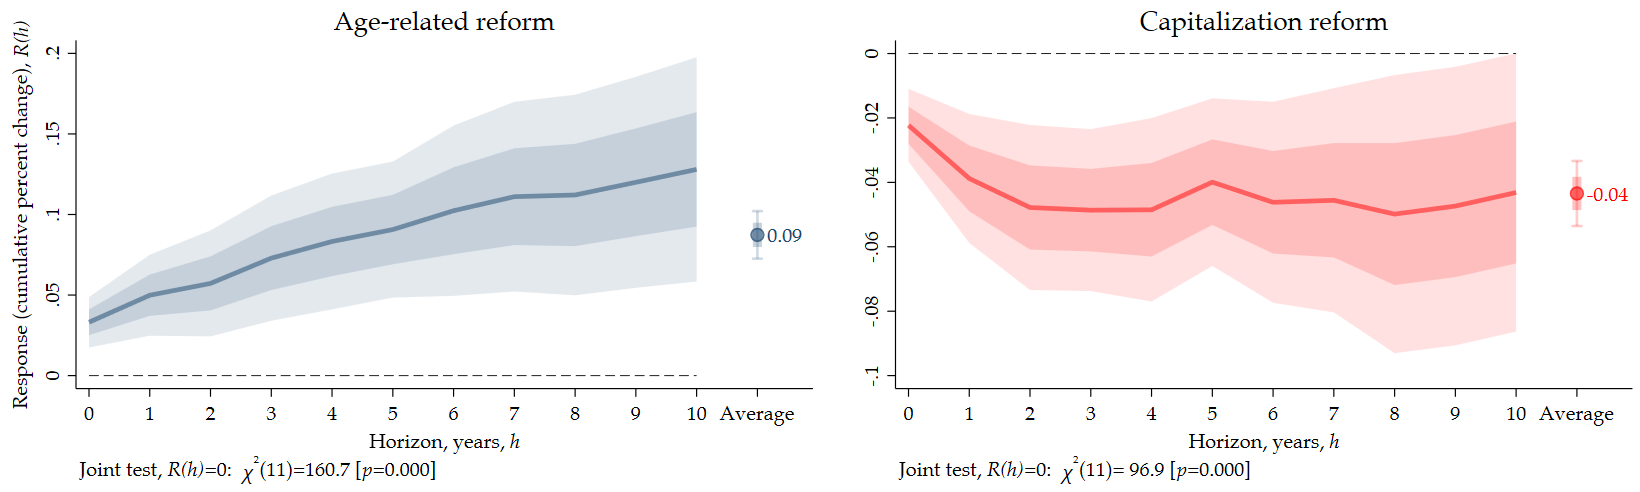 Age-related reform
Response (cumulative percent change), R(h)
.2
.15
.1
.05
0
0.09
0 1 2 3 4 5 6 7 8 9 10 Average
Horizon, years, h
Joint test, R(h)=0: χ²(11)=160.7 [p=0.000]
Capitalization reform
0
-.02
-.04
-.06
-.08
-.1
-0.04
0 1 2 3 4 5 6 7 8 9 10 Average
Horizon, years, h
Joint test, R(h)=0: χ²(11)= 96.9 [p=0.000]